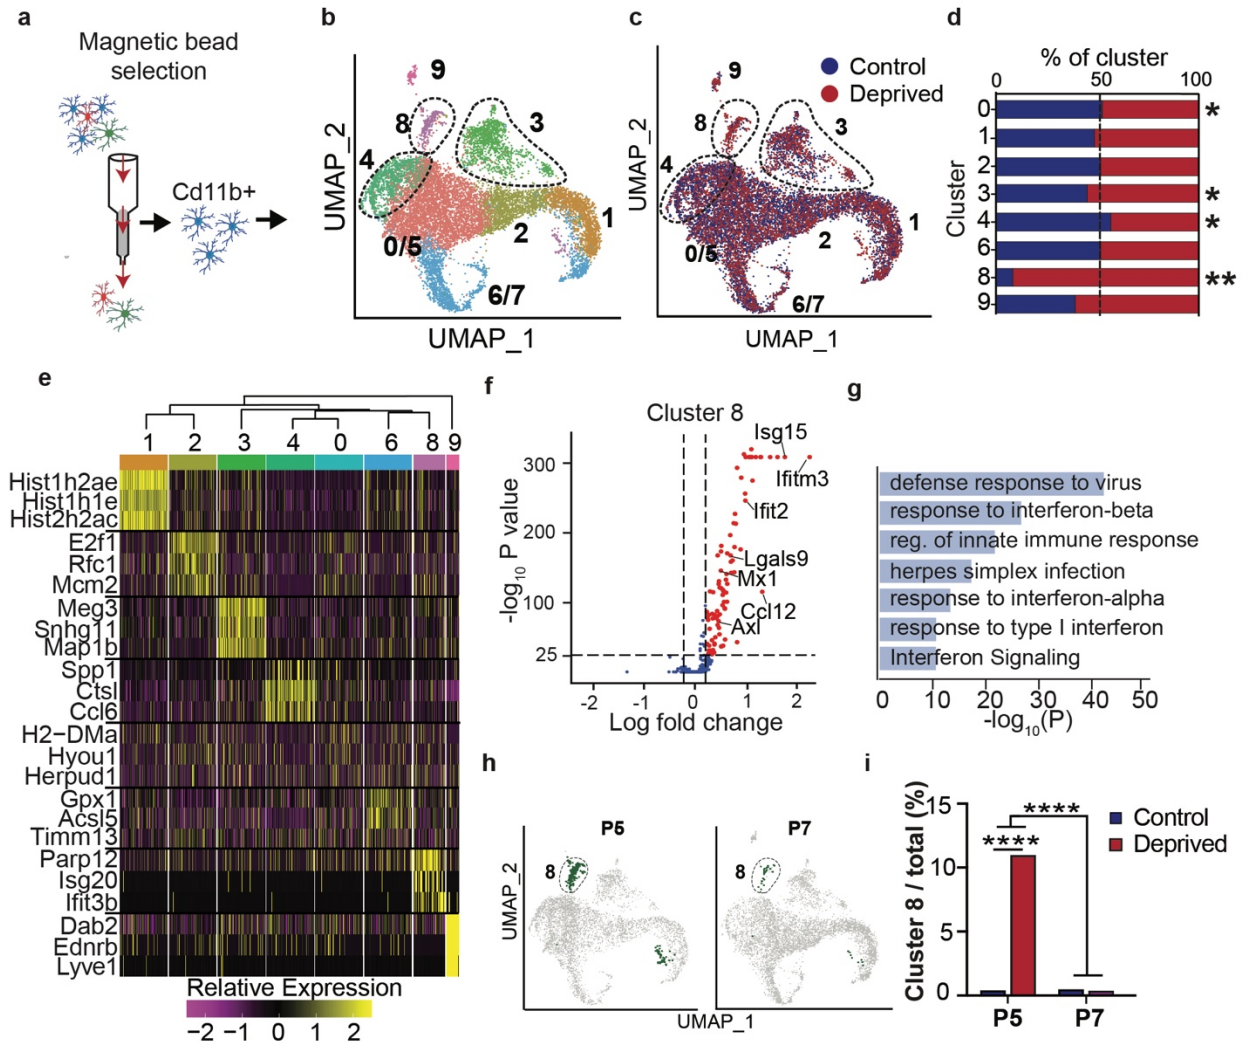 a
Magnetic bead
selection
Cd11b+
b
9
8
3
4
1
2
0/5
6/7
UMAP_2
UMAP_1
c
Control
Deprived
9
8
3
4
1
2
0/5
6/7
UMAP_2
UMAP_1
d
% of cluster
0 50 100
Cluster
0 *
1
2
3 *
4 *
6
8 **
9
e
1 2 3 4 0 6 8 9
Hist1h2ae
Hist1h1e
Hist2h2ac
E2f1
Rfc1
Mcm2
Meg3
Snhg11
Map1b
Spp1
Ctsl
Ccl6
H2-DMa
Hyou1
Herpud1
Gpx1
Acsl5
Timm13
Parp12
Isg20
Ifit3b
Dab2
Ednrb
Lyve1
Relative Expression
−2 −1 0 1 2
f
Cluster 8
Isg15
Ifitm3
Ifit2
Lgals9
Mx1
Ccl12
Axl
-log10 P value
300
200
100
25
-2 -1 0 1 2
Log fold change
g
defense response to virus
response to interferon-beta
reg. of innate immune response
herpes simplex infection
response to interferon-alpha
response to type I interferon
Interferon Signaling
0 10 20 30 40 50
-log10(P)
h
P5
P7
8
8
UMAP_2
UMAP_1
i
Cluster 8 / total (%)
15
10
5
0
****
****
Control
Deprived
P5 P7